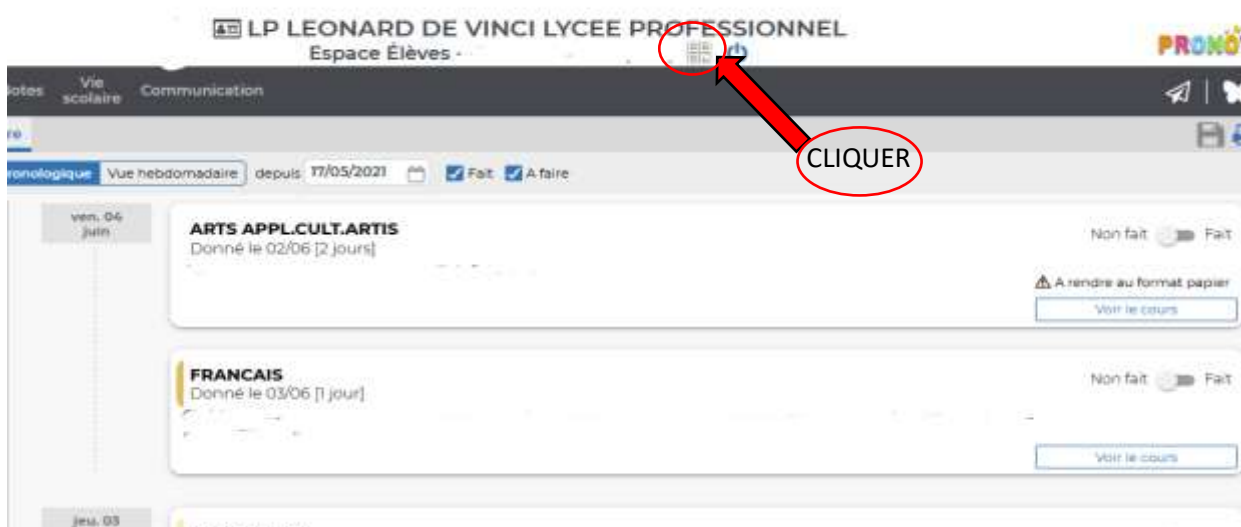 LP LEONARD DE VINCI LYCEE PROFESSIONNEL
Espace Élèves -
PRONO
otes Vie scolaire Communication
re
ronologique Vue hebdomadaire depuis 17/05/2021 Fait A faire
CLIQUER
ven. 04
juin
ARTS APPL.CULT.ARTIS
Donné le 02/06 [2 jours]
Non fait Fait
A rendre au format papier
Voir le cours
FRANCAIS
Donné le 03/06 [1 jour]
Non fait Fait
Voir le cours
jeu. 03